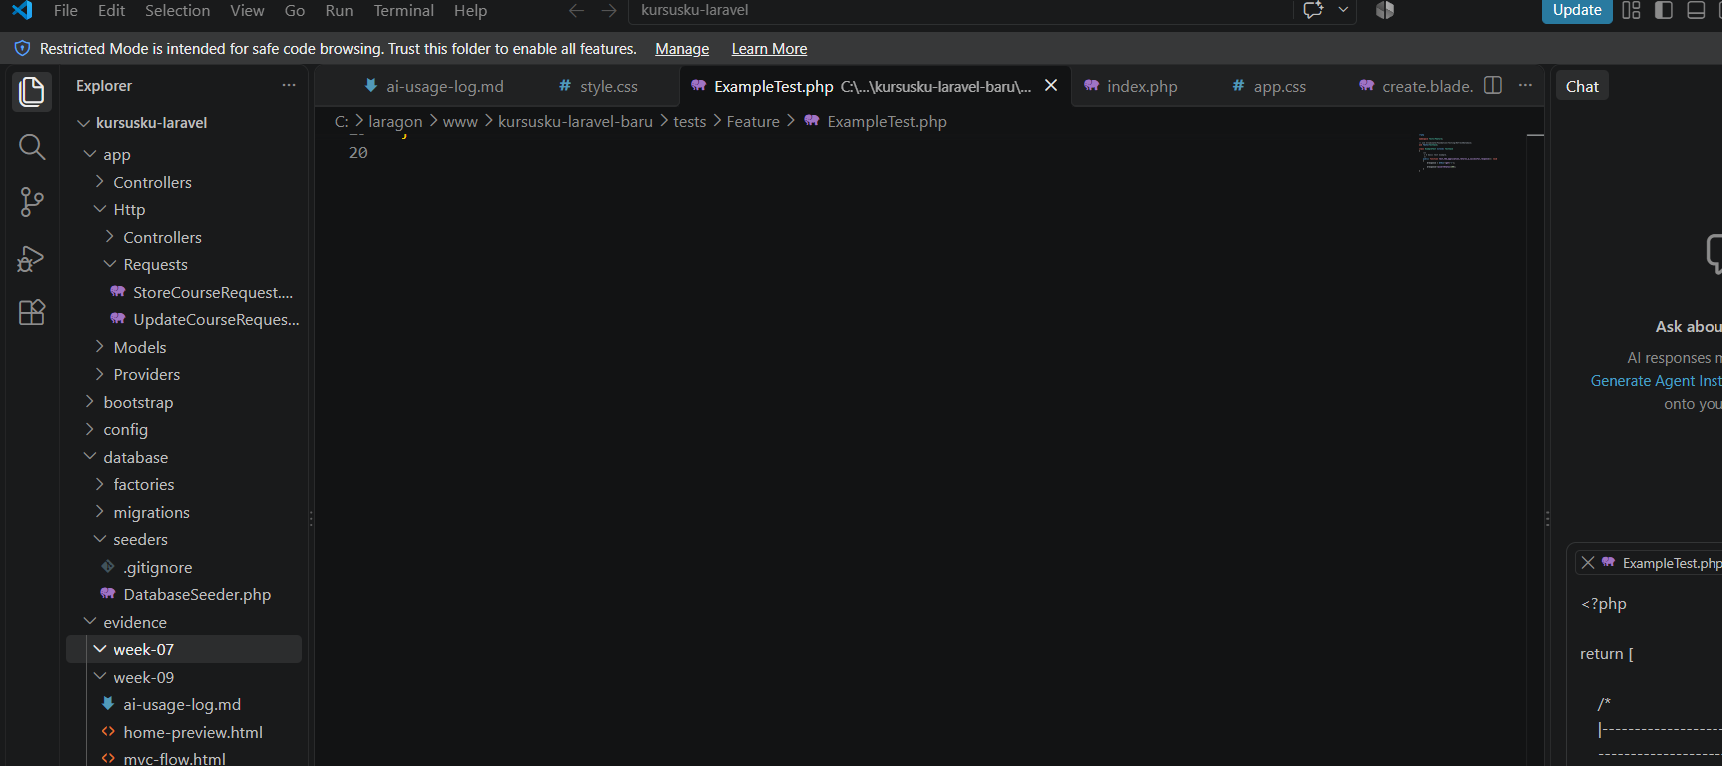 File Edit Selection View Go Run Terminal Help
kursusku-laravel
Update
Restricted Mode is intended for safe code browsing. Trust this folder to enable all features. Manage Learn More
Explorer
ai-usage-log.md
style.css
ExampleTest.php C:\...\kursusku-laravel-baru\...
index.php
app.css
create.blade.
Chat
C: > laragon > www > kursusku-laravel-baru > tests > Feature > ExampleTest.php
20
kursusku-laravel
app
Controllers
Http
Controllers
Requests
StoreCourseRequest....
UpdateCourseReques...
Models
Providers
bootstrap
config
database
factories
migrations
seeders
.gitignore
DatabaseSeeder.php
evidence
week-07
week-09
ai-usage-log.md
home-preview.html
mvc-flow.html
Ask abou
AI responses m
Generate Agent Inst
onto you
ExampleTest.php
<?php
return [
/*
|--------------------
--------------------